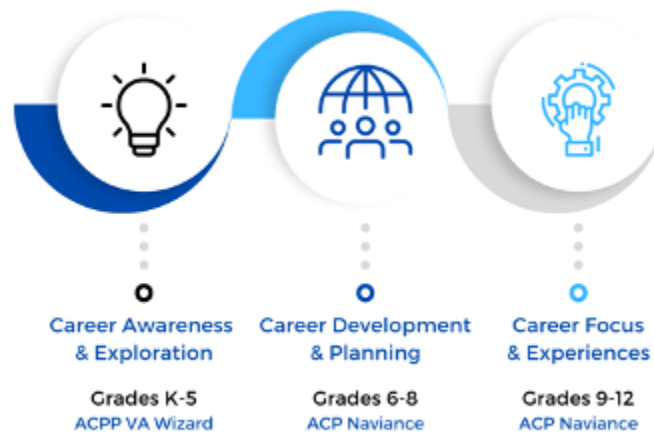 Career Awareness
& Exploration
Grades K-5
ACPP VA Wizard
Career Development
& Planning
Grades 6-8
ACP Naviance
Career Focus
& Experiences
Grades 9-12
ACP Naviance